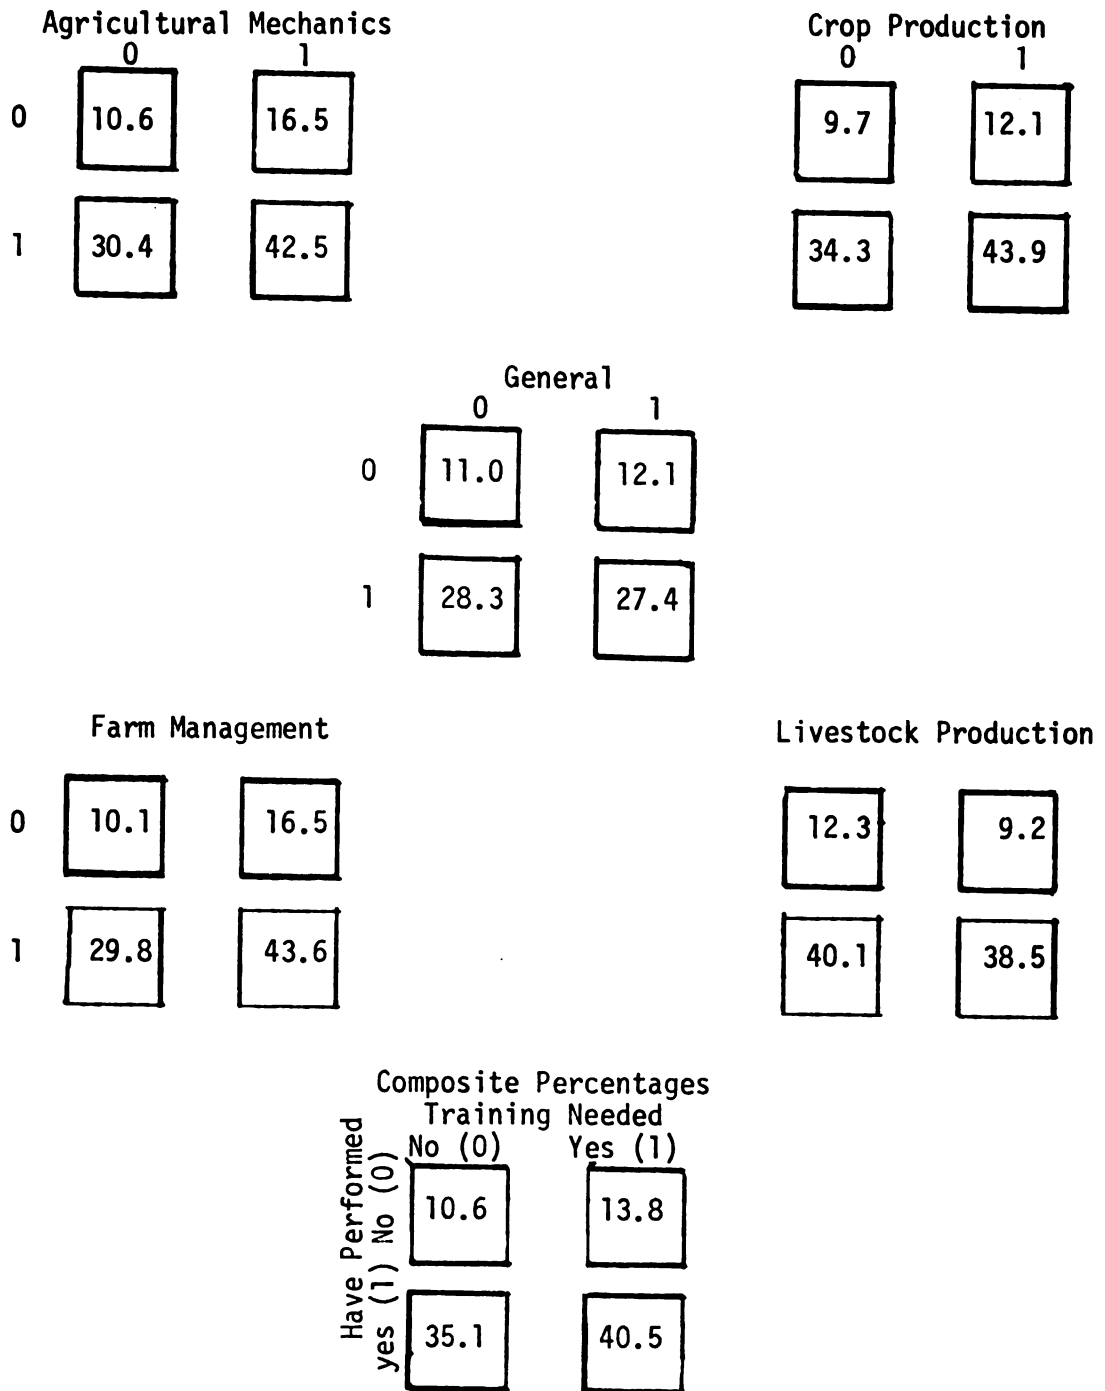 Agricultural Mechanics
0 1
0 10.6 16.5
1 30.4 42.5
Crop Production
0 1
9.7 12.1
34.3 43.9
General
0 1
0 11.0 12.1
1 28.3 27.4
Farm Management
0 10.1 16.5
1 29.8 43.6
Livestock Production
12.3 9.2
40.1 38.5
Composite Percentages
Training Needed
No (0) Yes (1)
Have Performed
yes (1) No (0)
10.6 13.8
35.1 40.5